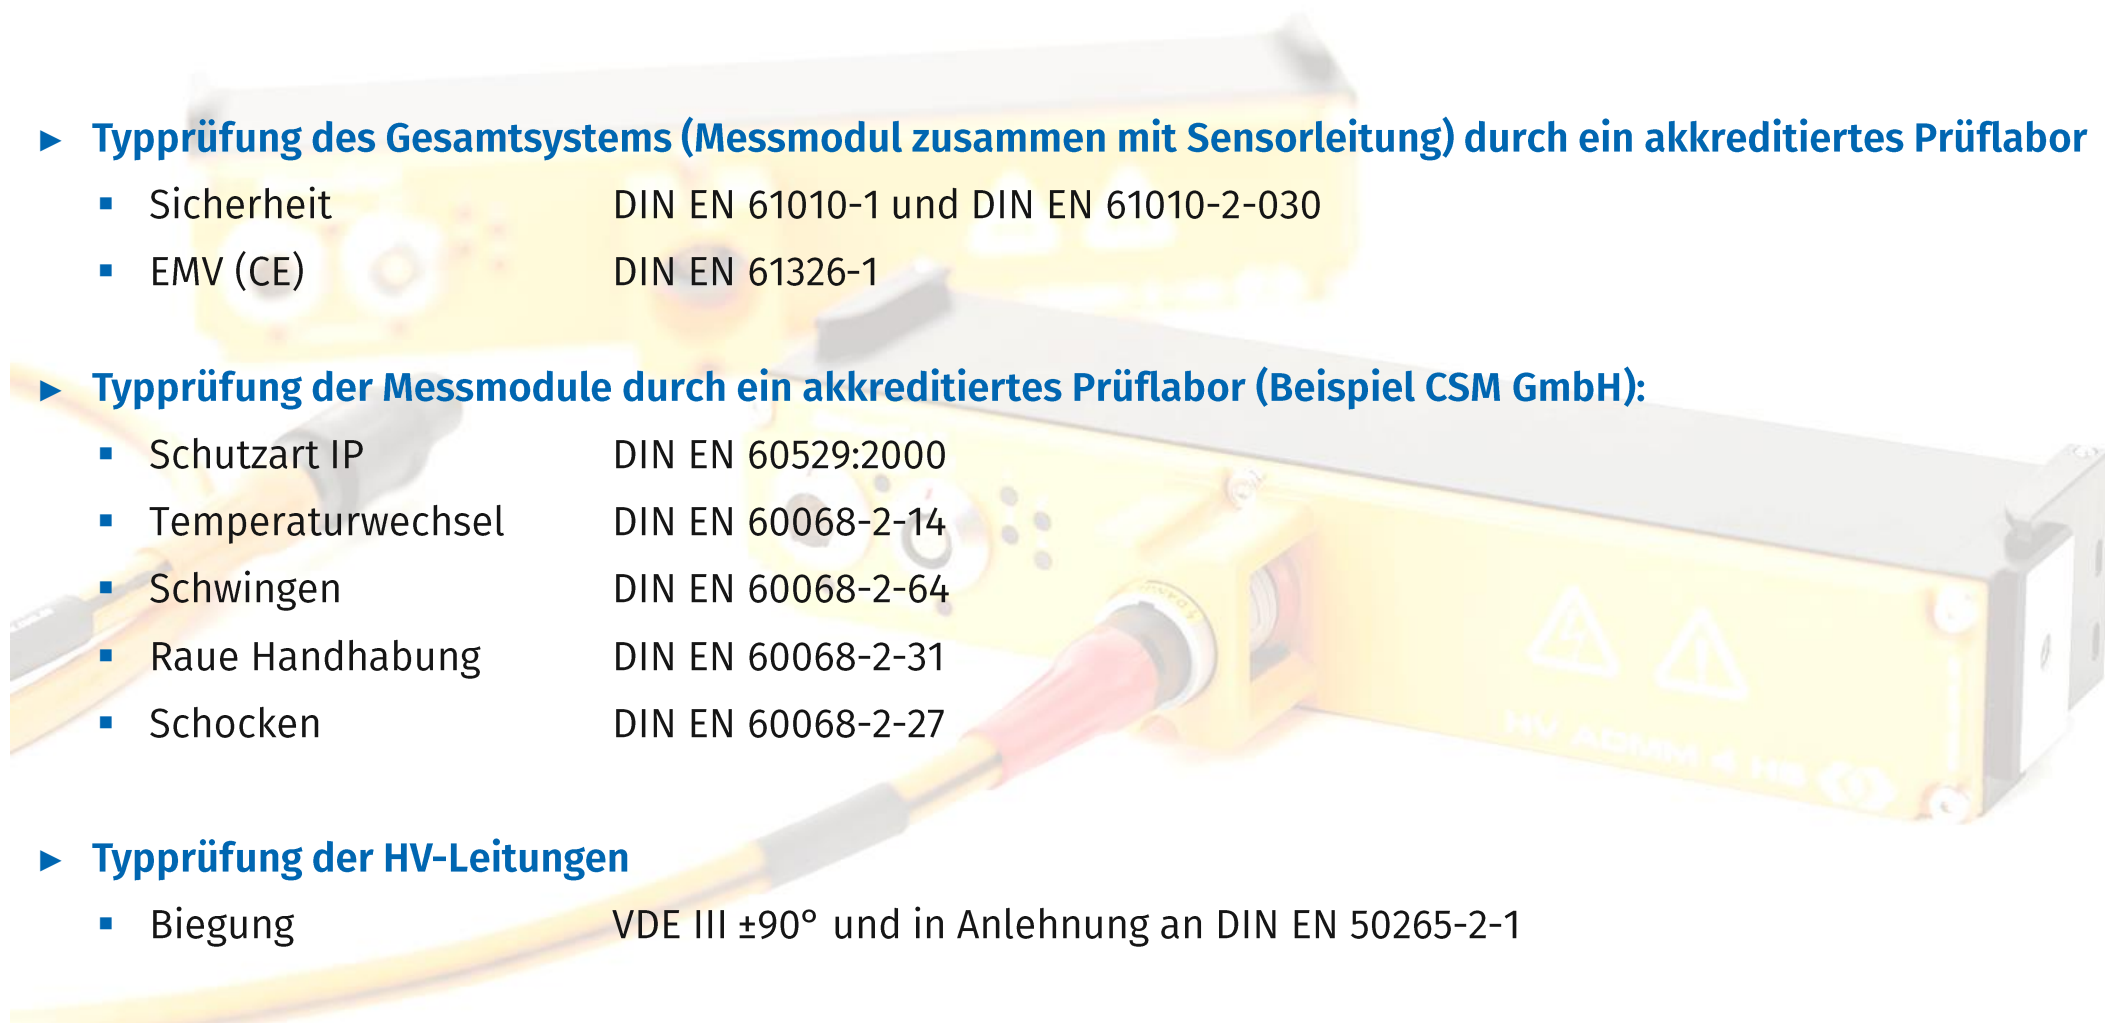 ► Typprüfung des Gesamtsystems (Messmodul zusammen mit Sensorleitung) durch ein akkreditiertes Prüflabor
▪ Sicherheit DIN EN 61010-1 und DIN EN 61010-2-030
▪ EMV (CE) DIN EN 61326-1
► Typprüfung der Messmodule durch ein akkreditiertes Prüflabor (Beispiel CSM GmbH):
▪ Schutzart IP DIN EN 60529:2000
▪ Temperaturwechsel DIN EN 60068-2-14
▪ Schwingen DIN EN 60068-2-64
▪ Raue Handhabung DIN EN 60068-2-31
▪ Schocken DIN EN 60068-2-27
HV ADMM 4 HS
► Typprüfung der HV-Leitungen
▪ Biegung VDE III ±90° und in Anlehnung an DIN EN 50265-2-1